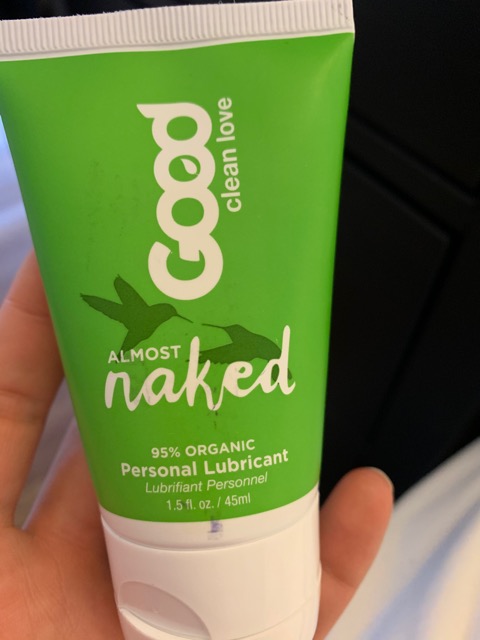 Good
clean love
ALMOST
naked
95% ORGANIC
Personal Lubricant
Lubrifiant Personnel
1.5 fl. oz. / 45ml